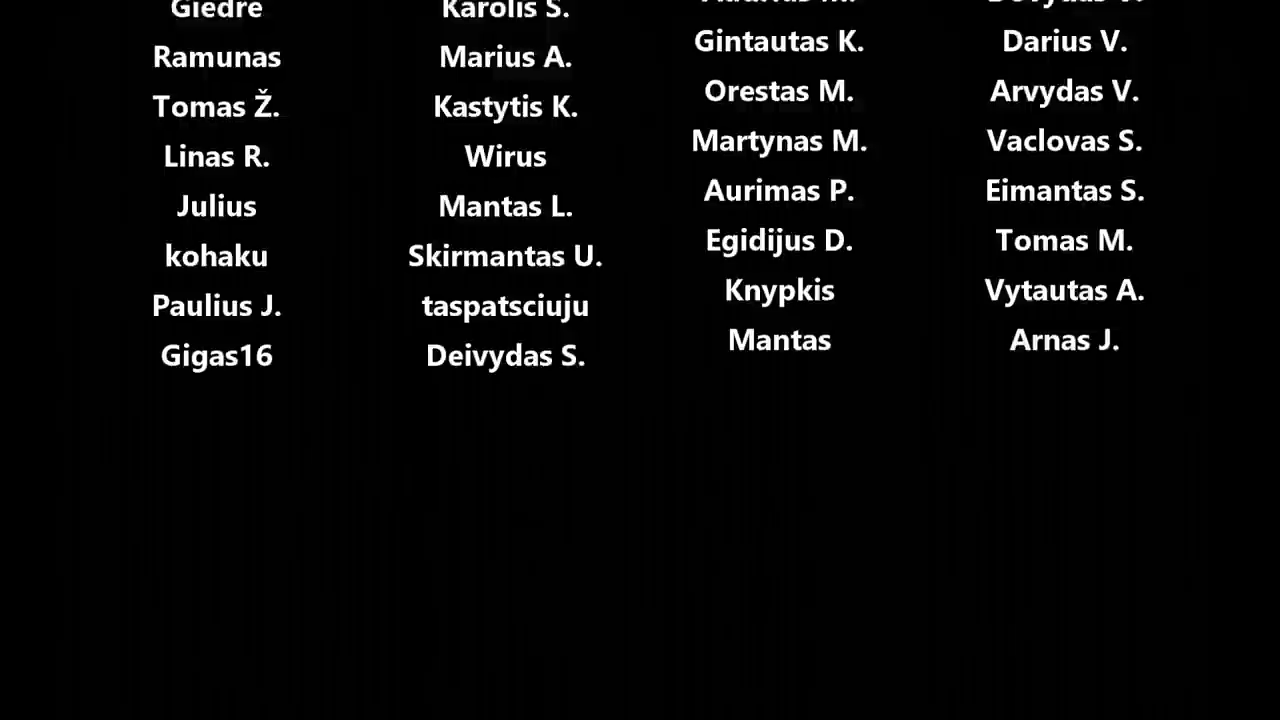 Giedre
Ramunas
Tomas Ž.
Linas R.
Julius
kohaku
Paulius J.
Gigas16
Karolis S.
Marius A.
Kastytis K.
Wirus
Mantas L.
Skirmantas U.
taspatsciuju
Deivydas S.
Gintautas K.
Orestas M.
Martynas M.
Aurimas P.
Egidijus D.
Knypkis
Mantas
Darius V.
Arvydas V.
Vaclovas S.
Eimantas S.
Tomas M.
Vytautas A.
Arnas J.